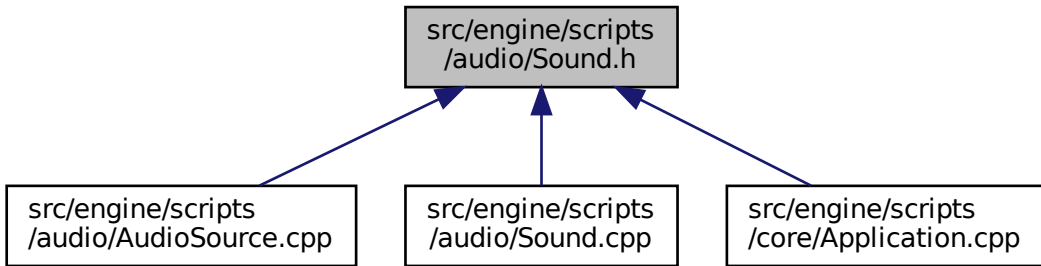 src/engine/scripts
/audio/Sound.h
src/engine/scripts
/audio/AudioSource.cpp
src/engine/scripts
/audio/Sound.cpp
src/engine/scripts
/core/Application.cpp